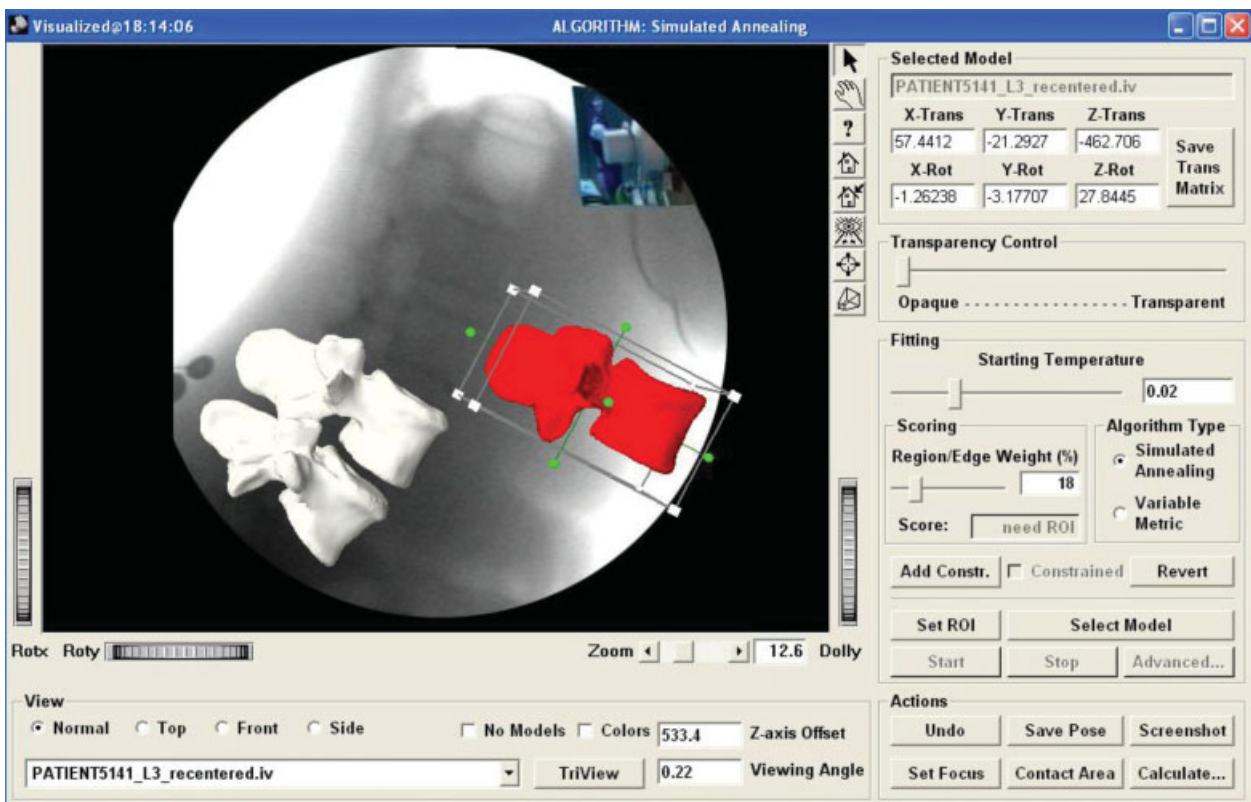 Visualized@18:14:06
ALGORITHM: Simulated Annealing
Selected Model
PATIENT5141_L3_recentered.iv
X-Trans Y-Trans Z-Trans
57.4412 -21.2927 -462.706
X-Rot Y-Rot Z-Rot
-1.26238 -3.17707 27.8445
Save
Trans
Matrix
?
Transparency Control
Opaque - - - - - - - - - - - - - - - - Transparent
Fitting
Starting Temperature
0.02
Scoring
Region/Edge Weight (%)
18
Score: need ROI
Algorithm Type
Simulated
Annealing
Variable
Metric
Add Constr. Constrained Revert
Set ROI Select Model
Start Stop Advanced...
Rotx Roty Zoom 12.6 Dolly
View
Normal Top Front Side No Models Colors 533.4 Z-axis Offset
PATIENT5141_L3_recentered.iv TriView 0.22 Viewing Angle
Actions
Undo Save Pose Screenshot
Set Focus Contact Area Calculate...